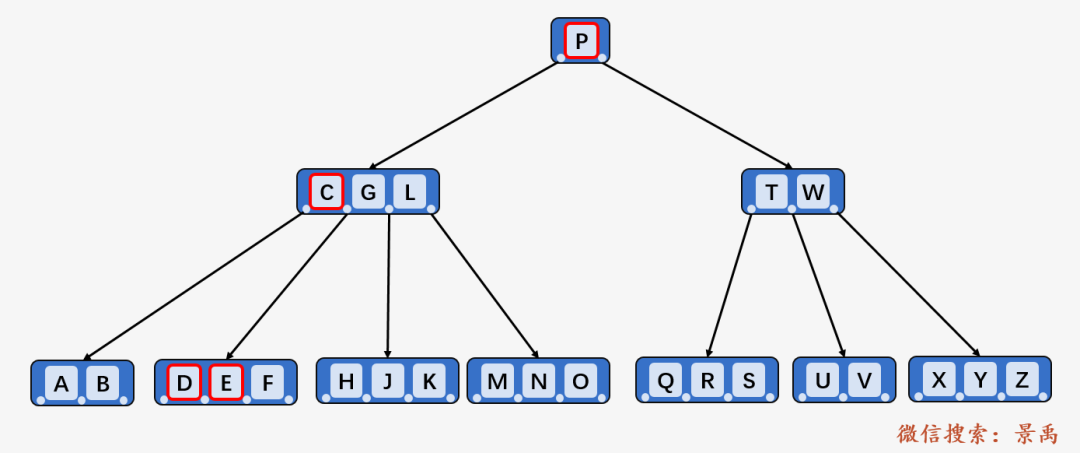 P
C G L
T W
A B
D E F
H J K
M N O
Q R S
U V
X Y Z
微信搜索：景禹